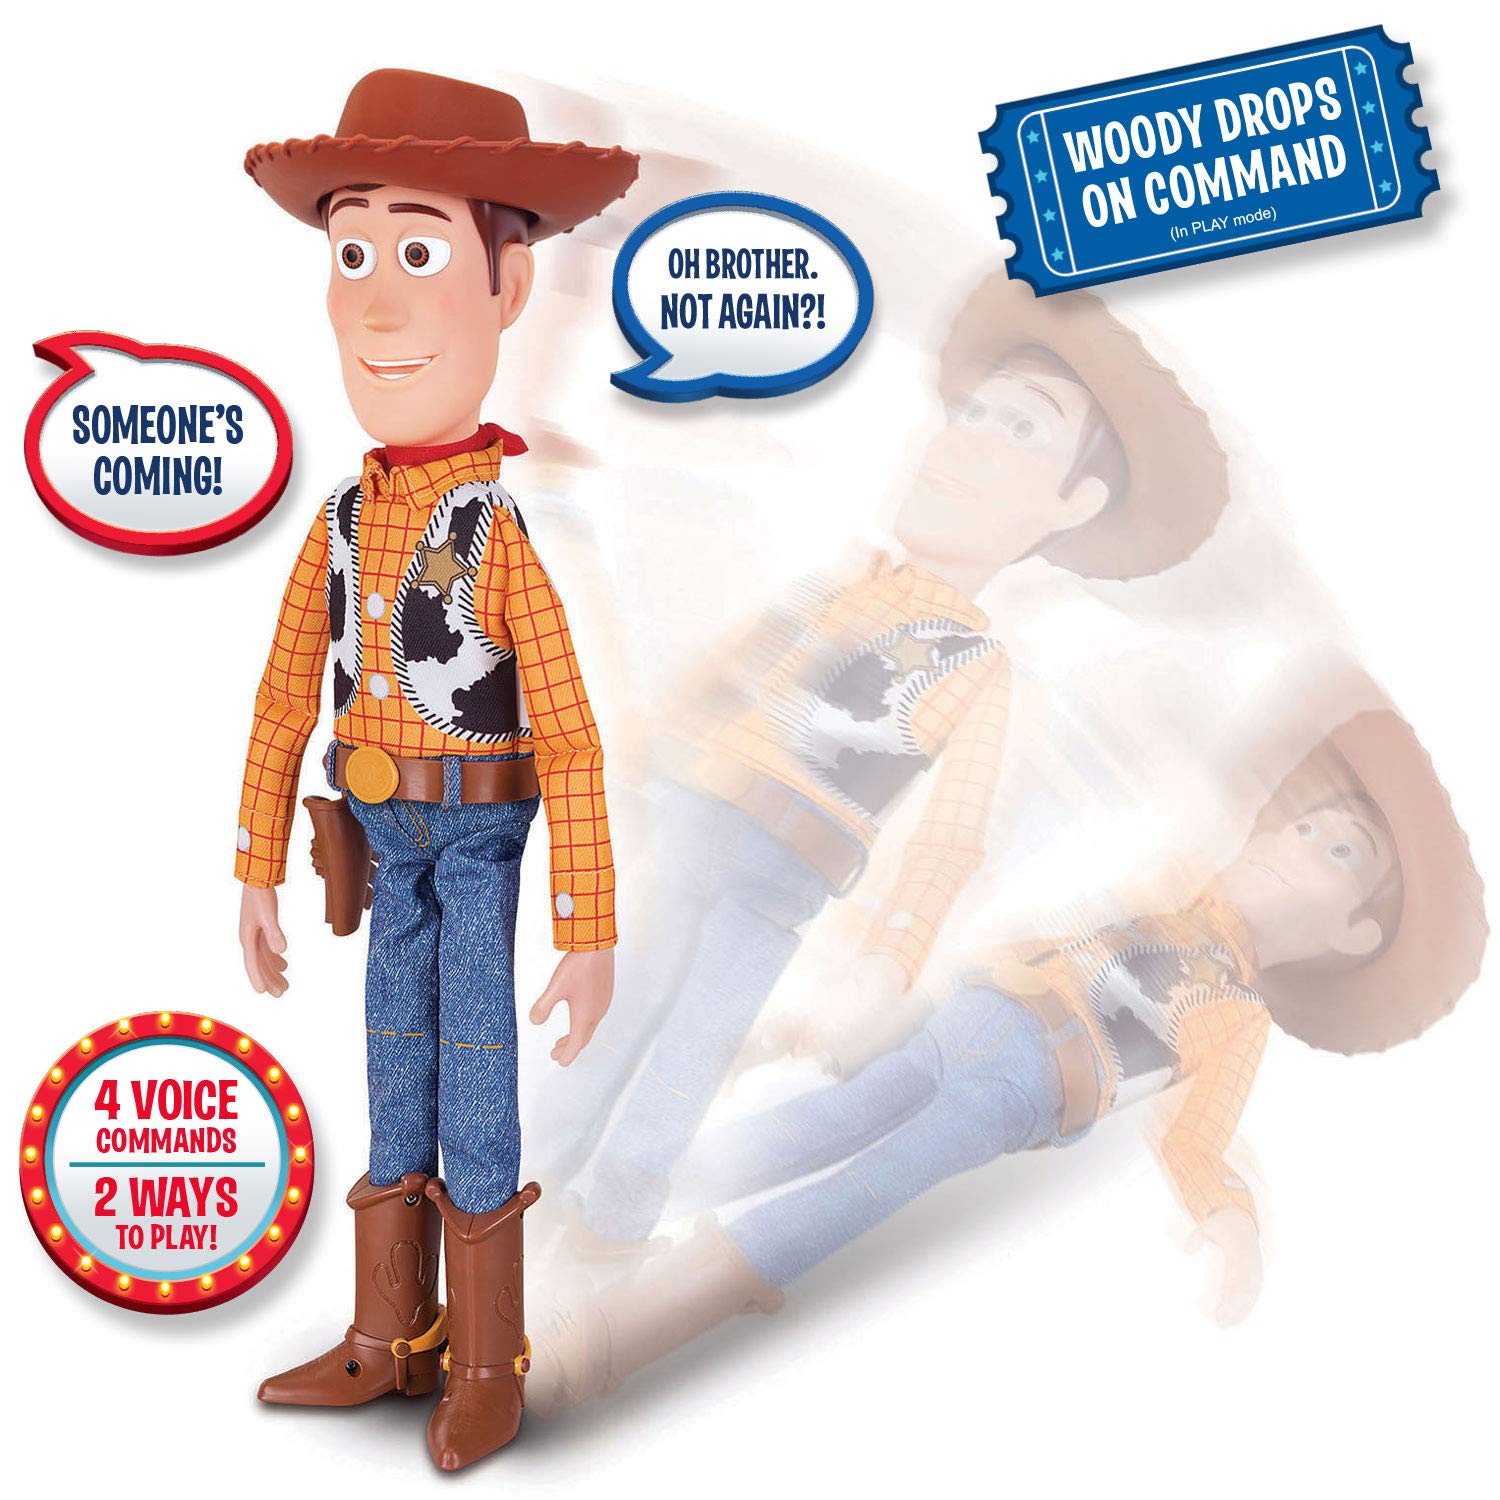 WOODY DROPS
ON COMMAND
(In PLAY mode)
OH BROTHER.
NOT AGAIN?!
SOMEONE'S
COMING!
4 VOICE
COMMANDS
2 WAYS
TO PLAY!